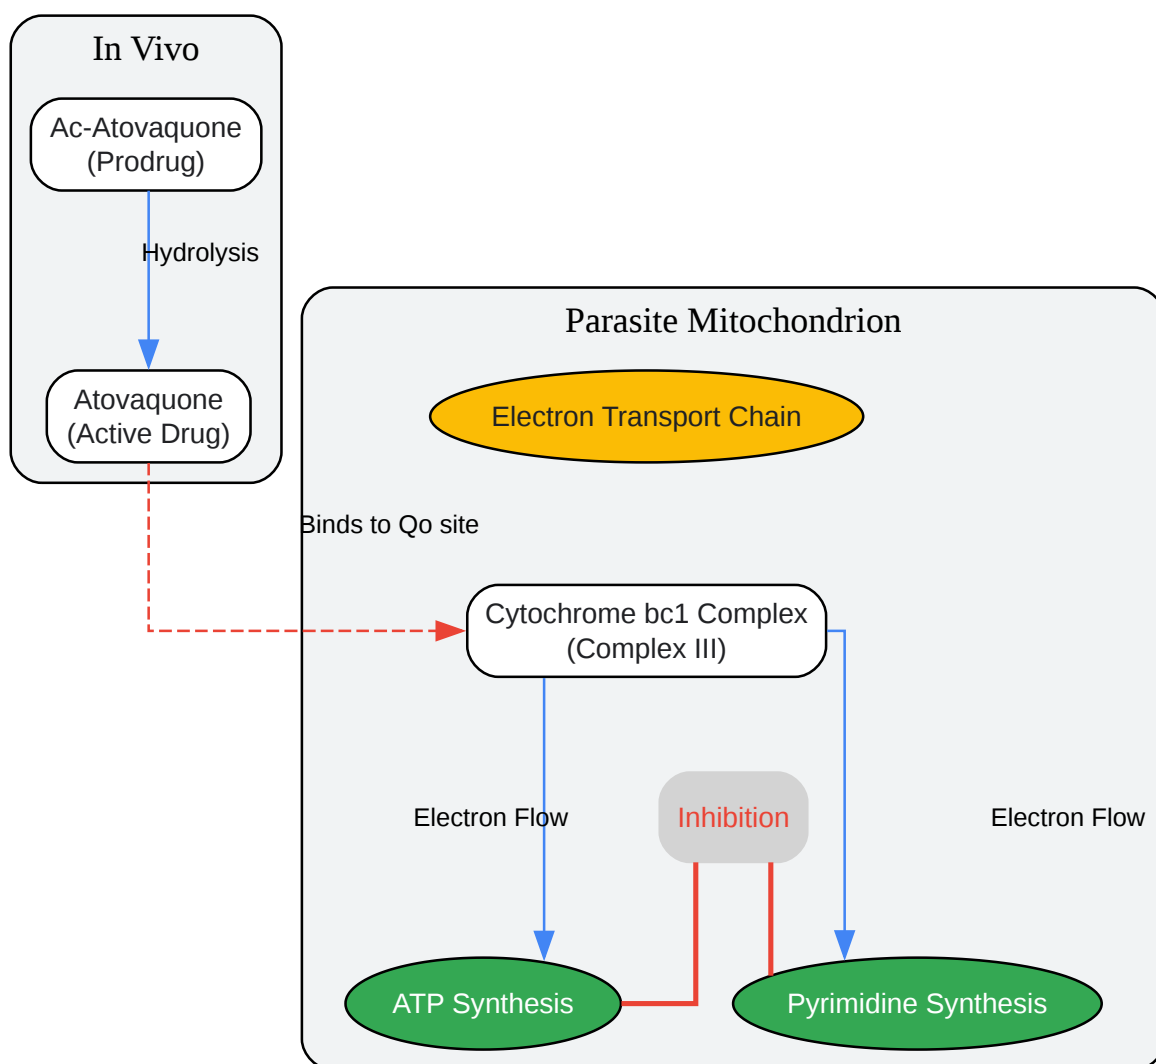 In Vivo
Ac-Atovaquone
(Prodrug)
Hydrolysis
Atovaquone
(Active Drug)
Parasite Mitochondrion
Electron Transport Chain
Binds to Qo site
Cytochrome bc1 Complex
(Complex III)
Electron Flow
Inhibition
Electron Flow
ATP Synthesis
Pyrimidine Synthesis